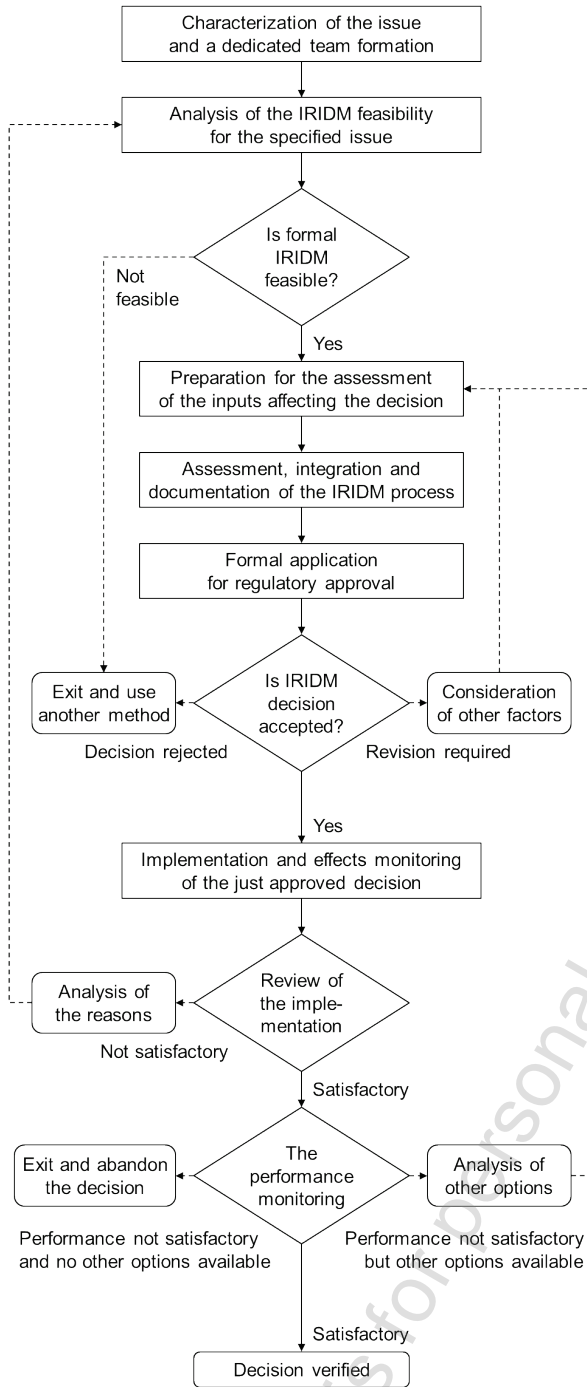 Characterization of the issue
and a dedicated team formation
Analysis of the IRIDM feasibility
for the specified issue
Is formal
IRIDM
feasible?
Not
feasible
Yes
Preparation for the assessment
of the inputs affecting the decision
Assessment, integration and
documentation of the IRIDM process
Formal application
for regulatory approval
Exit and use
another method
Is IRIDM
decision
accepted?
Consideration
of other factors
Decision rejected
Revision required
Yes
Implementation and effects monitoring
of the just approved decision
Analysis of
the reasons
Review of
the imple-
mentation
Not satisfactory
Satisfactory
Exit and abandon
the decision
The
performance
monitoring
Analysis of
other options
Performance not satisfactory
and no other options available
Performance not satisfactory
but other options available
Satisfactory
Decision verified
s for personal